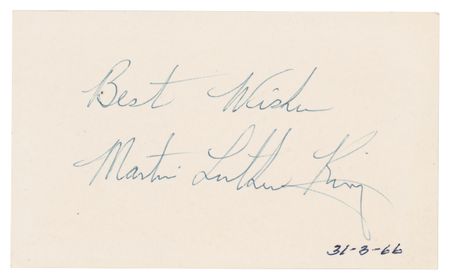 Best Wishes
Martin Luther King
31-3-66